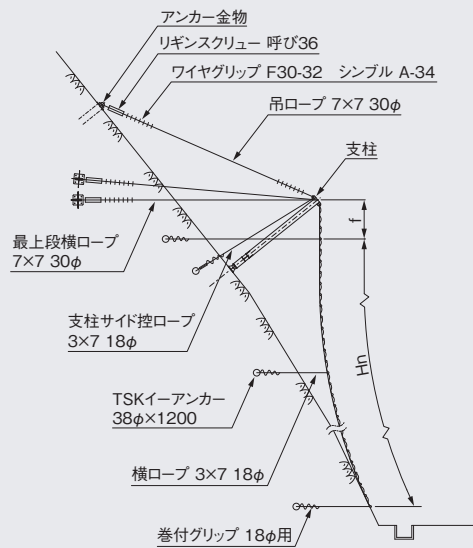 アンカー金物
リギンスクリュー 呼び36
ワイヤグリップ F30-32 シンブル A-34
吊ロープ 7×7 30φ
支柱
f
最上段横ロープ
7×7 30φ
支柱サイド控ロープ
3×7 18φ
Hn
TSKイーアンカー
38φ×1200
横ロープ 3×7 18φ
巻付グリップ 18φ用